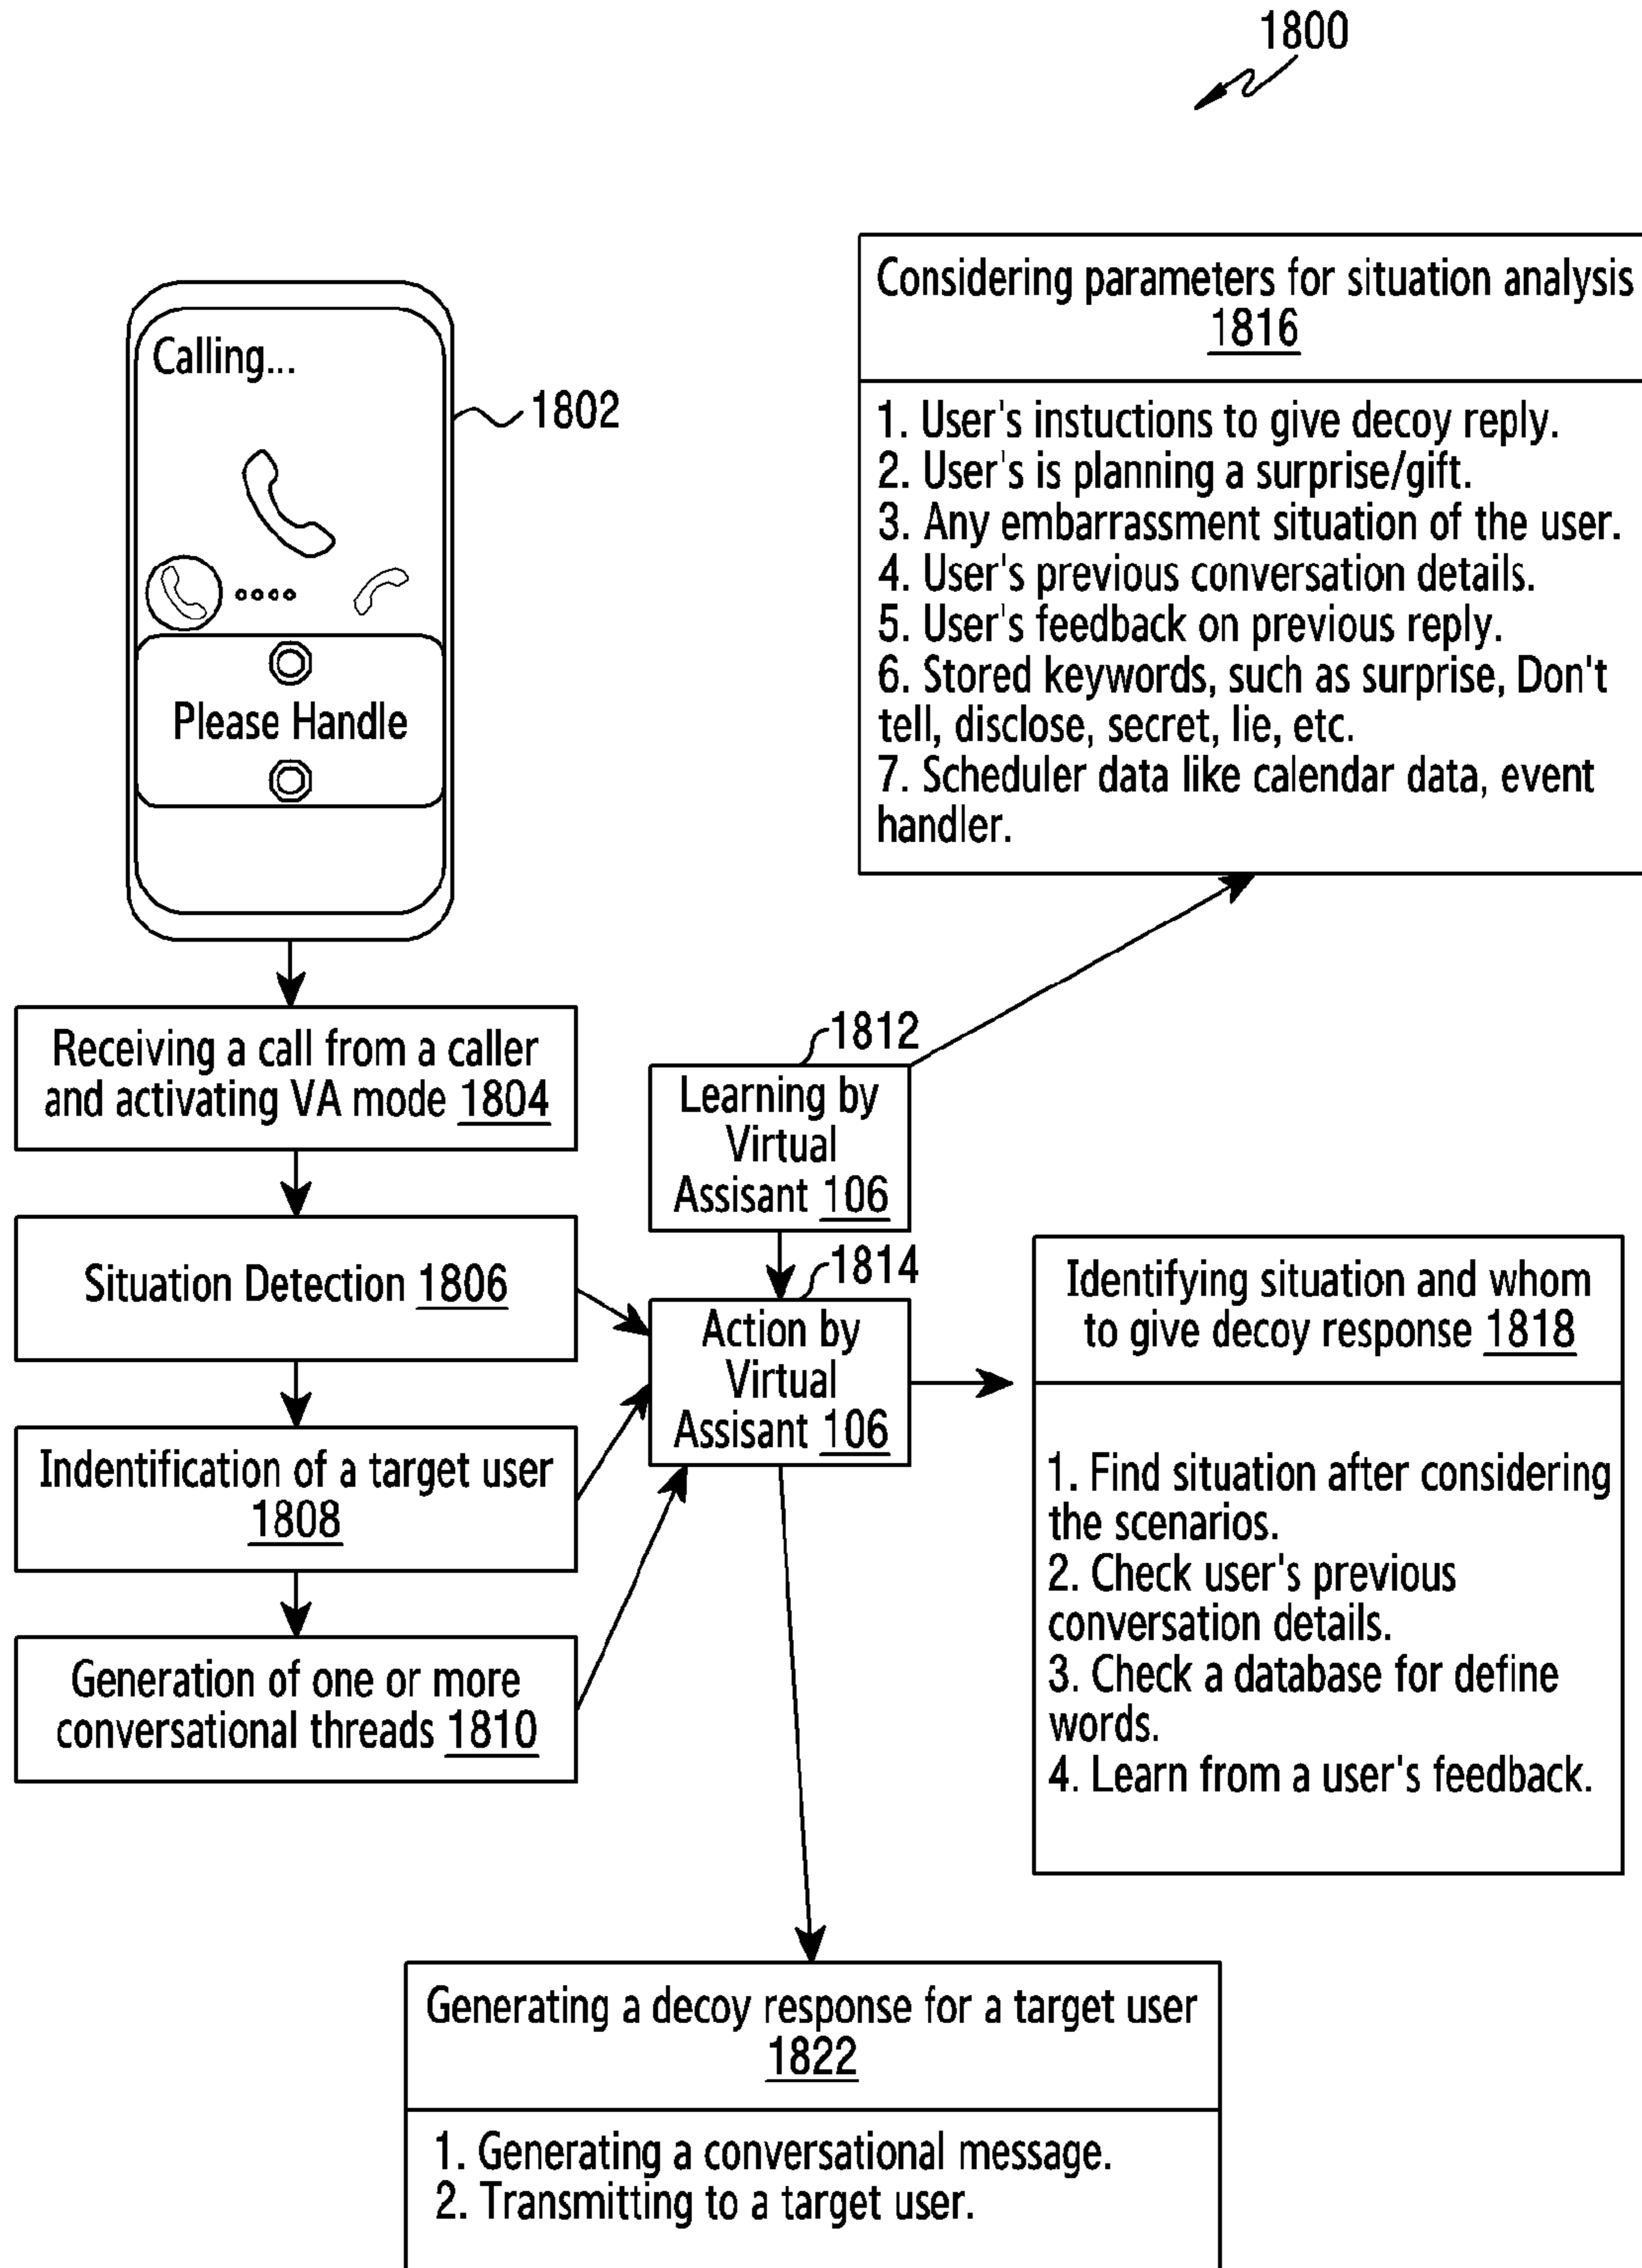 1800
Calling...
1802
Please Handle
Considering parameters for situation analysis
1816
1. User's instuctions to give decoy reply.
2. User's is planning a surprise/gift.
3. Any embarrassment situation of the user.
4. User's previous conversation details.
5. User's feedback on previous reply.
6. Stored keywords, such as surprise, Don't
tell, disclose, secret, lie, etc.
7. Scheduler data like calendar data, event
handler.
Receiving a call from a caller
and activating VA mode 1804
Situation Detection 1806
Indentification of a target user
1808
Generation of one or more
conversational threads 1810
1812
Learning by
Virtual
Assisant 106
1814
Action by
Virtual
Assisant 106
Identifying situation and whom
to give decoy response 1818
1. Find situation after considering
the scenarios.
2. Check user's previous
conversation details.
3. Check a database for define
words.
4. Learn from a user's feedback.
Generating a decoy response for a target user
1822
1. Generating a conversational message.
2. Transmitting to a target user.